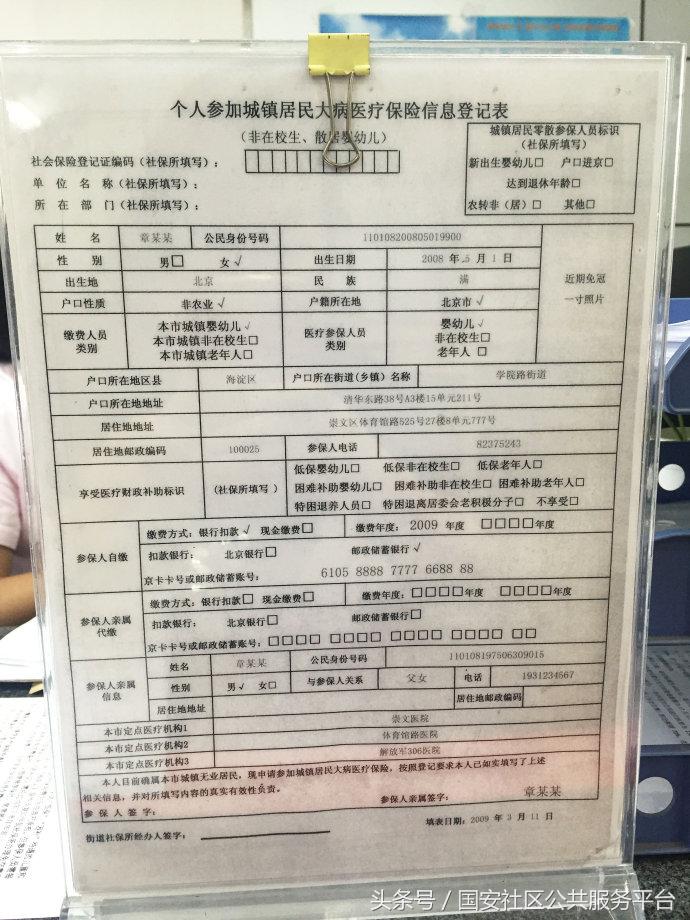 个人参加城镇居民大病医疗保险信息登记表
（非在校生、散居婴幼儿）
城镇居民零散参保人员标识
（社保所填写）
新出生婴幼儿□ 户口进京□
达到退休年龄□
农转非（居）□ 其他□
社会保险登记证编码（社保所填写）：
单位名称（社保所填写）：
所在部门（社保所填写）：
姓 名 章某某 公民身份号码 110108200805019900
性 别 男□ 女√ 出生日期 2008 年 5 月 1 日
近期免冠
一寸照片
出生地 北京 民 族 满
户口性质 非农业√ 户籍所在地 北京市√
缴费人员
类别
本市城镇婴幼儿√
本市城镇非在校生□
本市城镇老年人□
医疗参保人员
类别
婴幼儿√
非在校生□
老年人 □
户口所在地区县 海淀区 户口所在街道(乡镇)名称 学院路街道
户口所在地地址 清华东路38号A3楼15单元211号
居住地地址 崇文区体育馆路525号27楼8单元777号
居住地邮政编码 100025 参保人电话 82375243
享受医疗财政补助标识 （社保所填写 ）
低保婴幼儿□ 低保非在校生□ 低保老年人□
困难补助婴幼儿□ 困难补助非在校生□ 困难补助老年人□
特困退养人员□ 特困退离居委会老积极分子□ 不享受□
参保人自缴
缴费方式：银行扣款√ 现金缴费□ 缴费年度：2009 年度 □□□□年度
扣款银行： 北京银行□ 邮政储蓄银行√
京卡卡号或邮政储蓄账号： 6105 8888 7777 6688 88
参保人亲属
代缴
缴费方式：银行扣款□ 现金缴费□ 缴费年度：□□□□年度 □□□□年度
扣款银行： 北京银行□ 邮政储蓄银行□
京卡卡号或邮政储蓄账号：□□□□ □□□□ □□□□ □□□□ □□ □
参保人亲属
信息
姓名 章某某 公民身份号码 110108197506309015
性别 男√ 女□ 与参保人关系 父女 电话 1931234567
居住地地址 居住地邮政编码
本市定点医疗机构1 崇文医院
本市定点医疗机构2 体育馆路医院
本市定点医疗机构3 解放军306医院
本人目前确属本市城镇无业居民，现申请参加城镇居民大病医疗保险，按照登记要求本人已如实填写了上述
相关信息，并对所填写内容的真实有效性负责。
参保人签字： 参保人亲属签字： 章某某
填表日期：2009 年 3 月 11 日
街道社保所经办人签字：
头条号 / 国安社区公共服务平台